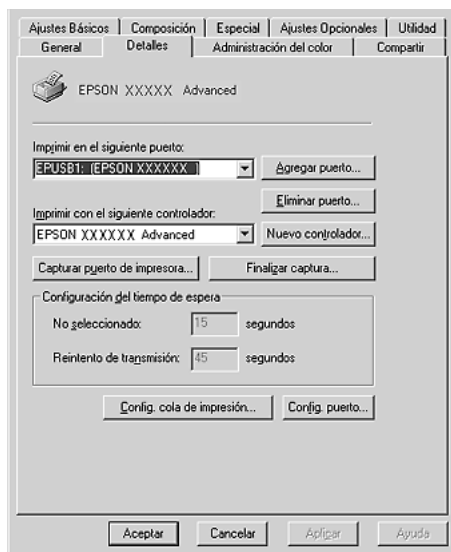 Ajustes Básicos Composición Especial Ajustes Opcionales Utilidad
General Detalles Administración del color Compartir
EPSON XXXXX Advanced
Imprimir en el siguiente puerto:
EPUSB1: (EPSON XXXXXX ) Agregar puerto...
Eliminar puerto...
Imprimir con el siguiente controlador:
EPSON XXXXXX Advanced Nuevo controlador...
Capturar puerto de impresora... Finalizar captura...
Configuración del tiempo de espera
No seleccionado: 15 segundos
Reintento de transmisión: 45 segundos
Config. cola de impresión... Config. puerto...
Aceptar Cancelar Aplicar Ayuda